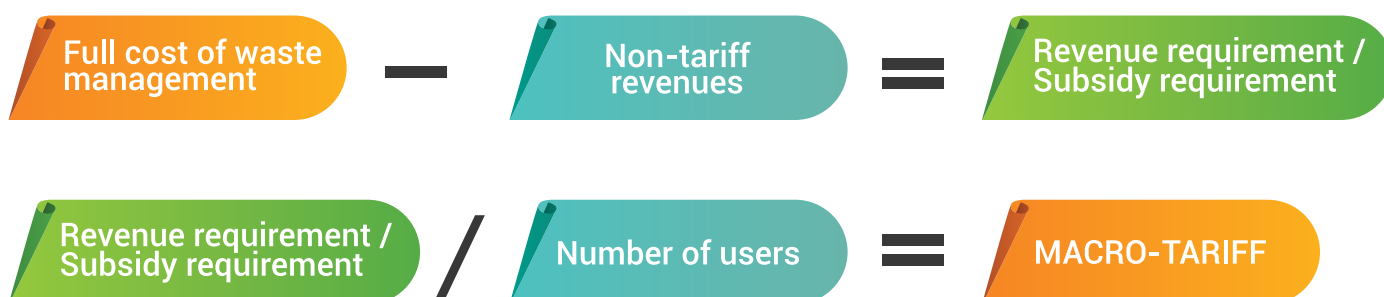 Full cost of waste
management
—
Non-tariff
revenues
=
Revenue requirement /
Subsidy requirement
Revenue requirement /
Subsidy requirement
/
Number of users
=
MACRO-TARIFF